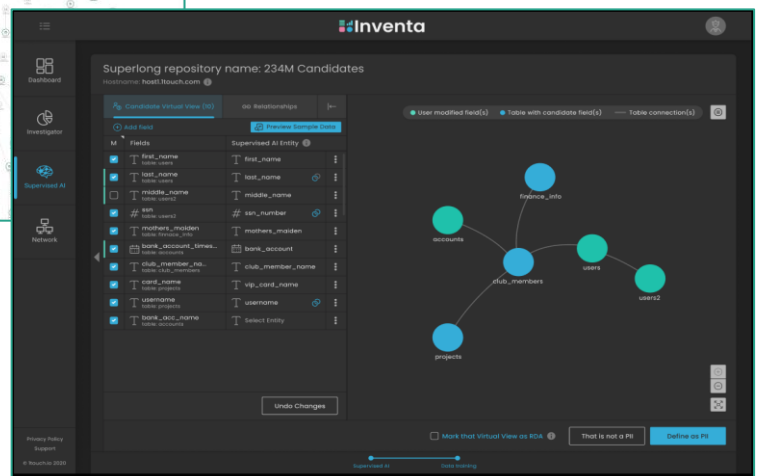 Inventa
Superlong repository name: 234M Candidates
Hostname: host1.1touch.com
Dashboard
Investigator
Supervised AI
Network
Candidate Virtual View (10)
Relationships
Add field
Preview Sample Data
M Fields Supervised AI Entity
first_name first_name
table: users
last_name last_name
table: users
middle_name middle_name
table: users2
ssn ssn_number
table: users2
mothers_maiden mothers_maiden
table: finnase_info
bank_account_times... bank_account
table: accounts
club_member_na... club_member_name
table: club_members
card_name vip_card_name
table: projects
username username
table: projects
bank_acc_name Select Entity
table: accounts
Undo Changes
User modified field(s) Table with candidate field(s) Table connection(s)
finance_info
accounts
club_members
users
users2
projects
Mark that Virtual View as RDA
That is not a PII
Define as PII
Supervised AI Data training
Privacy Policy
Support
© 1touch.io 2020